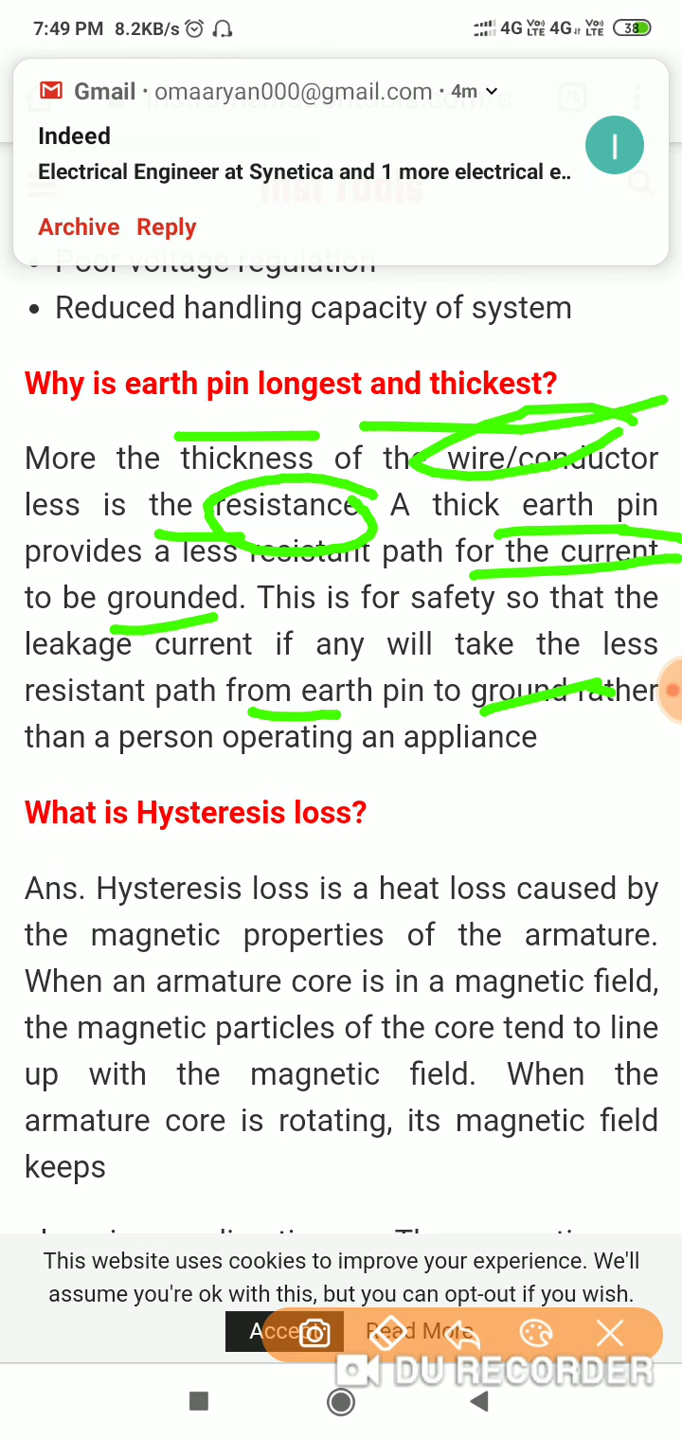 7:49 PM 8.2KB/s 4G Vo) LTE 4G Vo) LTE 38
Gmail · omaaryan000@gmail.com · 4m
Indeed
I
Electrical Engineer at Synetica and 1 more electrical e..
Archive Reply
• Poor voltage regulation
• Reduced handling capacity of system
Why is earth pin longest and thickest?
More the thickness of the wire/conductor
less is the resistance. A thick earth pin
provides a less resistant path for the current
to be grounded. This is for safety so that the
leakage current if any will take the less
resistant path from earth pin to ground rather
than a person operating an appliance
What is Hysteresis loss?
Ans. Hysteresis loss is a heat loss caused by
the magnetic properties of the armature.
When an armature core is in a magnetic field,
the magnetic particles of the core tend to line
up with the magnetic field. When the
armature core is rotating, its magnetic field
keeps
This website uses cookies to improve your experience. We'll
assume you're ok with this, but you can opt-out if you wish.
Accept Read More
DU RECORDER